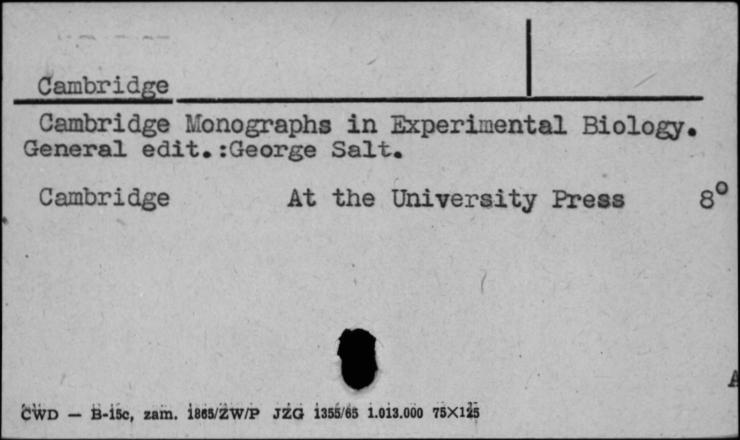 Cambridge
Cambridge Monographs in Experimental Biology.
General edit.:George Salt.
Cambridge At the University Press 8°
CWD — B-15c, zam. 1865/ZW/P JZG 1355/65 1.013.000 75×125